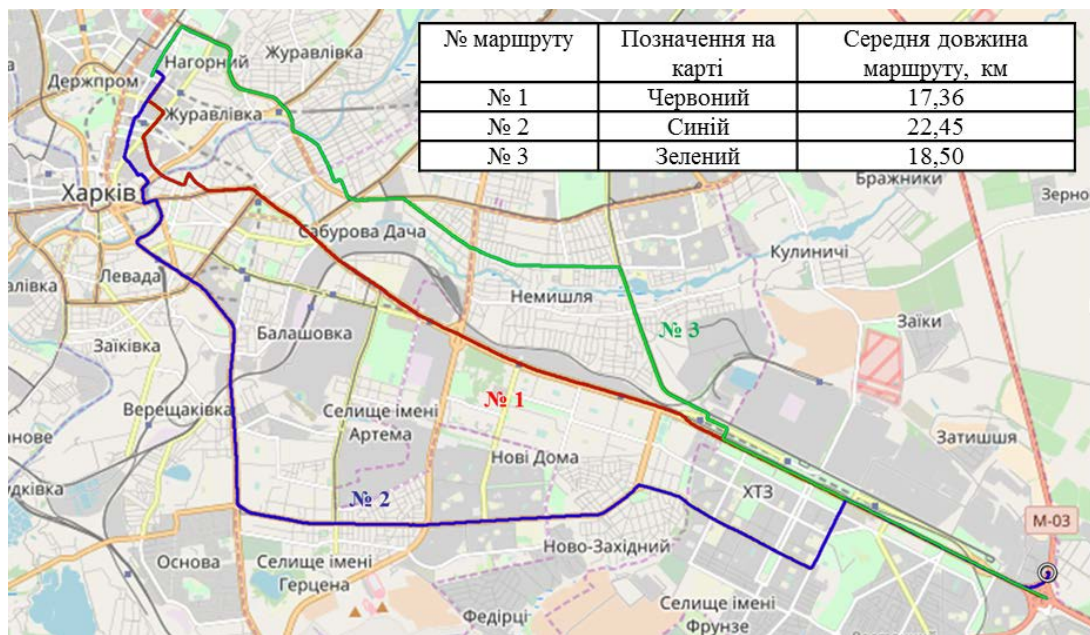 № маршруту Позначення на карті Середня довжина маршруту, км
№ 1 Червоний 17,36
№ 2 Синій 22,45
№ 3 Зелений 18,50
Журавлівка
Нагорний
Держпром
Журавлівка
Харків
Бражники
Зерно
Сабурова Дача
Кулиничі
Левада
алівка
Немишля
Заїки
Балашовка
№ 3
Заїківка
№ 1
Верещаківка
Селище імені
Артема
Затишшя
анове
Нові Дома
удківка
№ 2
ХТЗ
М-03
Основа
Селище імені
Герцена
Ново-Західний
Федірці
Селище імені
Фрунзе